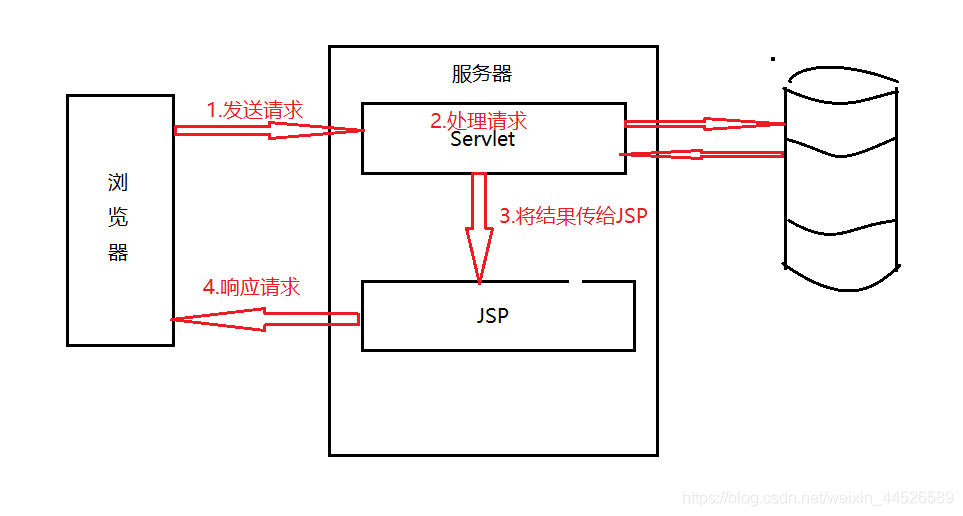 服务器
1.发送请求
2.处理请求
Servlet
浏
览
器
3.将结果传给JSP
4.响应请求
JSP
https://blog.csdn.net/weixin_44526589